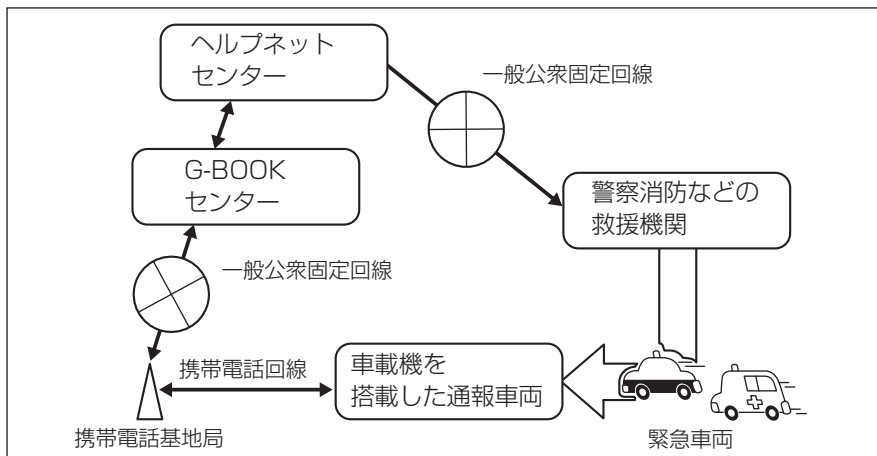 ヘルプネット
センター
一般公衆固定回線
G-BOOK
センター
警察消防などの
救援機関
一般公衆固定回線
携帯電話回線
車載機を
搭載した通報車両
携帯電話基地局
緊急車両